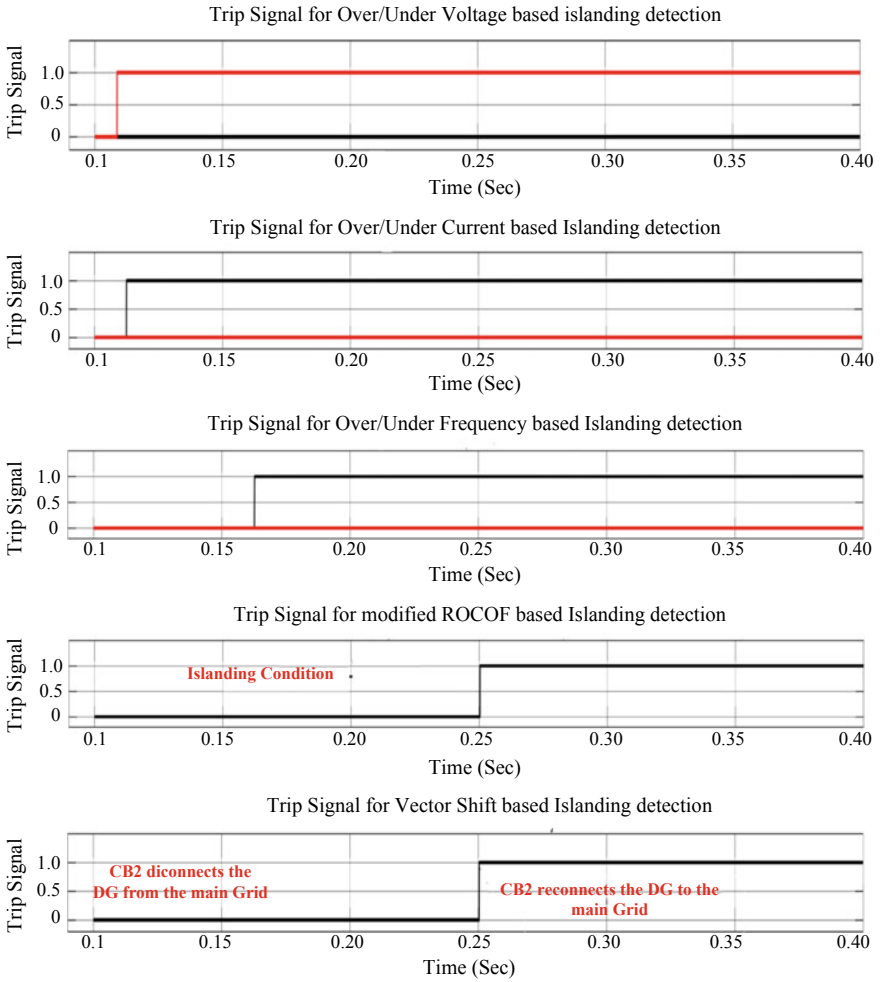 Trip Signal for Over/Under Voltage based islanding detection
Trip Signal
1.0
0.5
0
0.1 0.15 0.20 0.25 0.30 0.35 0.40
Time (Sec)
Trip Signal for Over/Under Current based Islanding detection
Trip Signal
1.0
0.5
0
0.1 0.15 0.20 0.25 0.30 0.35 0.40
Time (Sec)
Trip Signal for Over/Under Frequency based Islanding detection
Trip Signal
1.0
0.5
0
0.1 0.15 0.20 0.25 0.30 0.35 0.40
Time (Sec)
Trip Signal for modified ROCOF based Islanding detection
Trip Signal
1.0
0.5
0
Islanding Condition
0.1 0.15 0.20 0.25 0.30 0.35 0.40
Time (Sec)
Trip Signal for Vector Shift based Islanding detection
Trip Signal
1.0
0.5
0
CB2 diconnects the
DG from the main Grid
CB2 reconnects the DG to the
main Grid
0.1 0.15 0.20 0.25 0.30 0.35 0.40
Time (Sec)